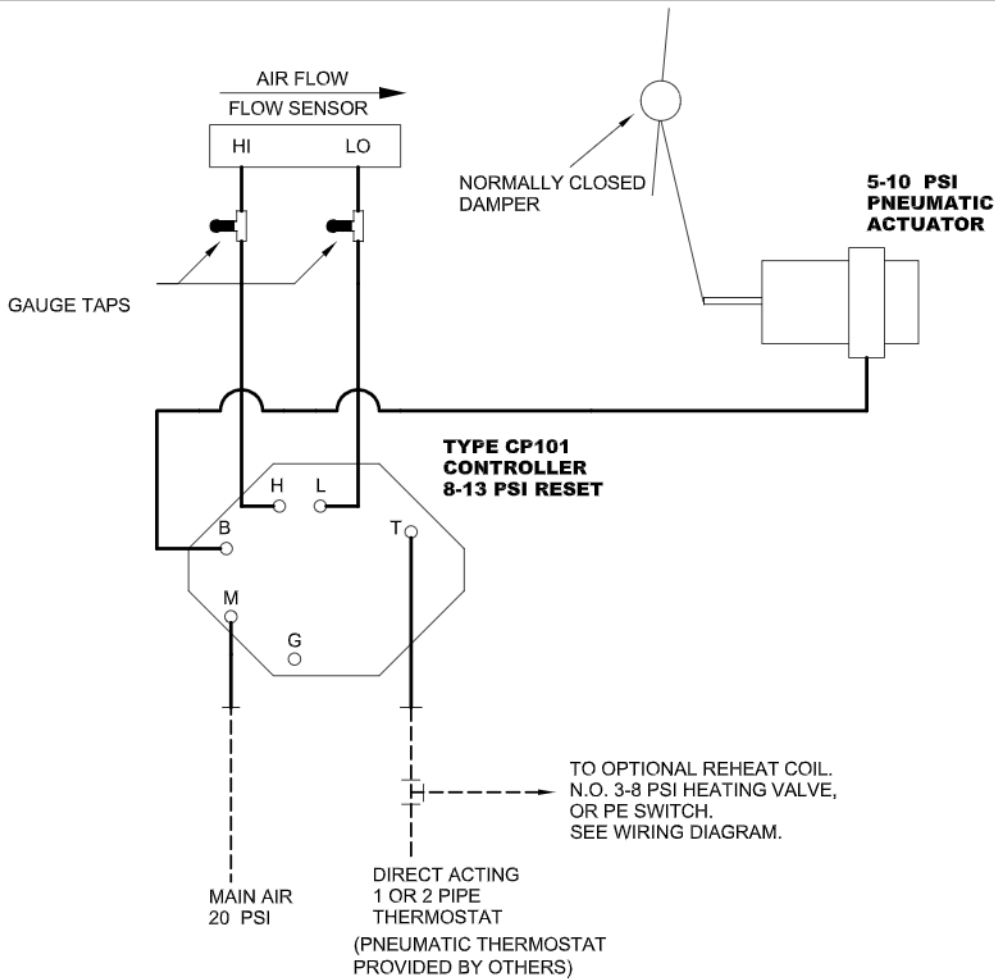 AIR FLOW
FLOW SENSOR
HI
LO
NORMALLY CLOSED
DAMPER
5-10 PSI
PNEUMATIC
ACTUATOR
GAUGE TAPS
TYPE CP101
CONTROLLER
8-13 PSI RESET
H
L
B
T
M
G
TO OPTIONAL REHEAT COIL.
N.O. 3-8 PSI HEATING VALVE,
OR PE SWITCH.
SEE WIRING DIAGRAM.
MAIN AIR
20 PSI
DIRECT ACTING
1 OR 2 PIPE
THERMOSTAT
(PNEUMATIC THERMOSTAT
PROVIDED BY OTHERS)